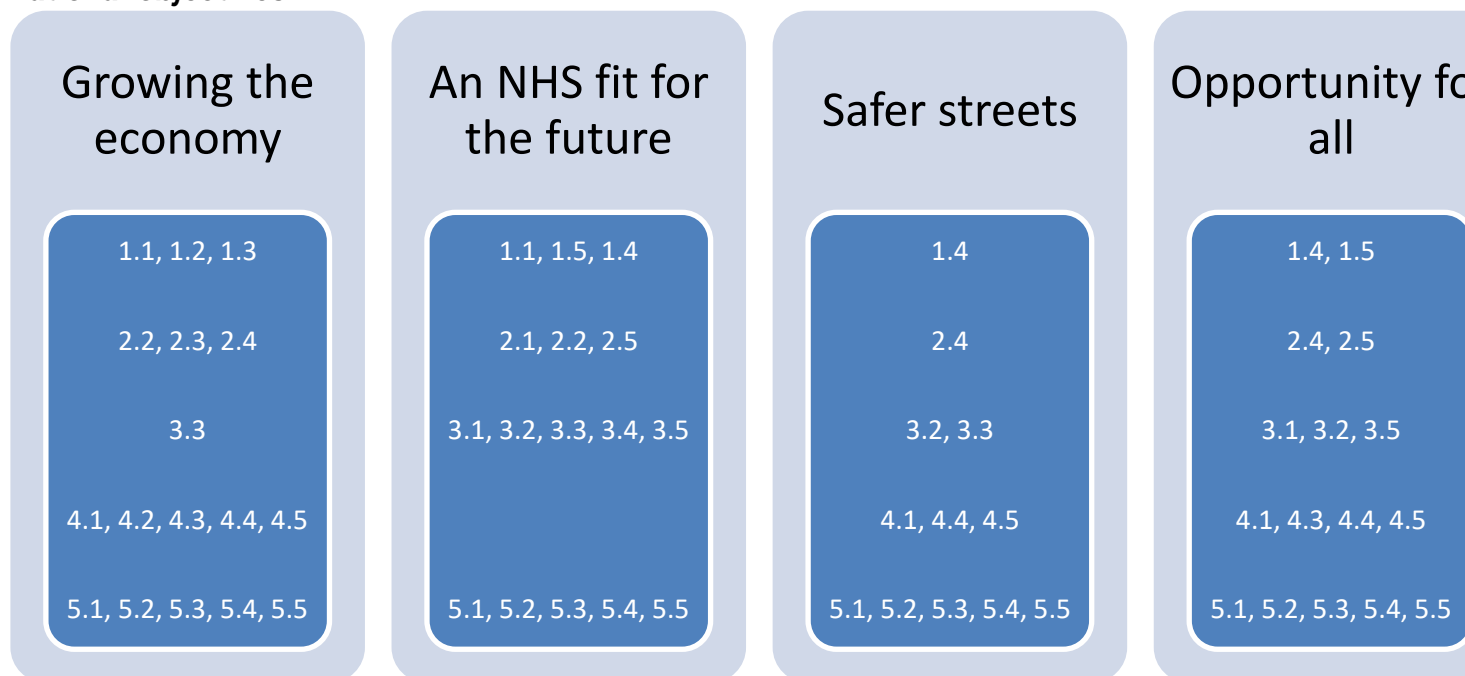 Growing the
economy
1.1, 1.2, 1.3
2.2, 2.3, 2.4
3.3
4.1, 4.2, 4.3, 4.4, 4.5
5.1, 5.2, 5.3, 5.4, 5.5
An NHS fit for
the future
1.1, 1.5, 1.4
2.1, 2.2, 2.5
3.1, 3.2, 3.3, 3.4, 3.5
5.1, 5.2, 5.3, 5.4, 5.5
Safer streets
1.4
2.4
3.2, 3.3
4.1, 4.4, 4.5
5.1, 5.2, 5.3, 5.4, 5.5
Opportunity
all
1.4, 1.5
2.4, 2.5
3.1, 3.2, 3.5
4.1, 4.3, 4.4, 4.5
5.1, 5.2, 5.3, 5.4, 5.5